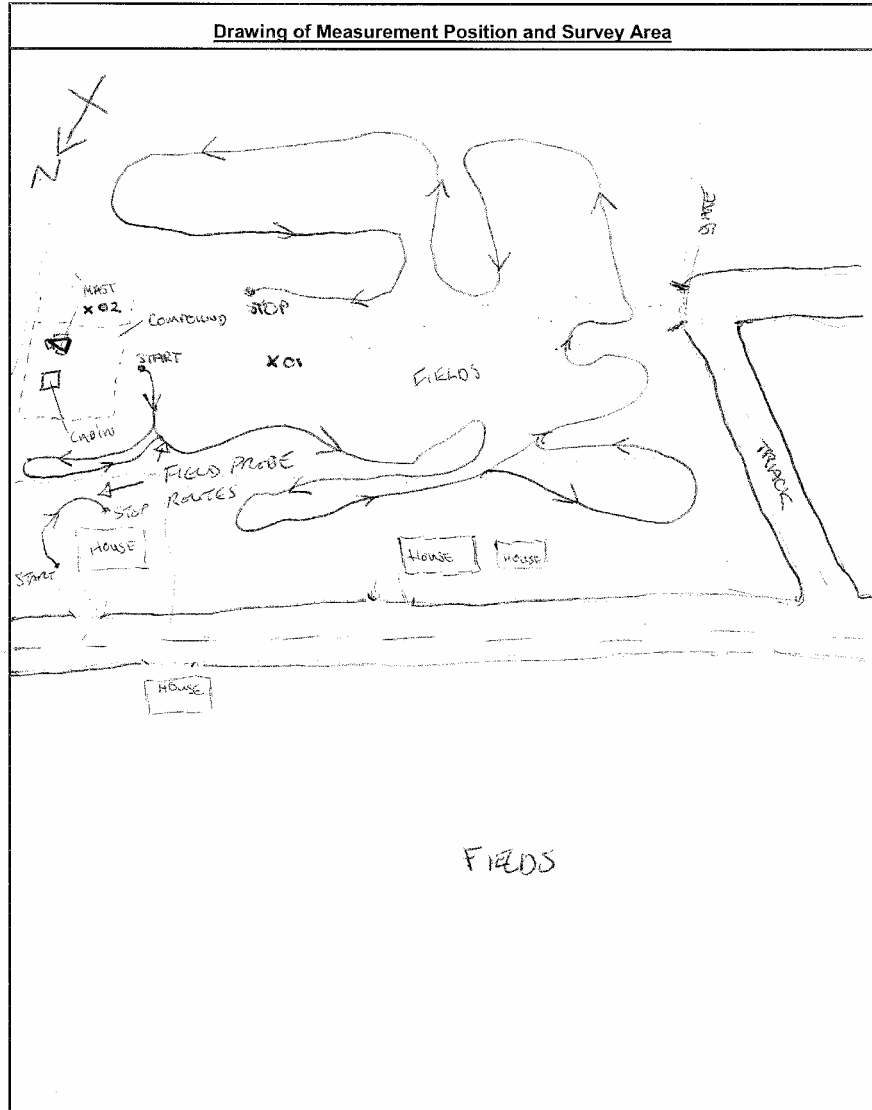 Drawing of Measurement Position and Survey Area
N
GATE
MAST
X 02
COMPOUND
STOP
START
X 01
FIELDS
CABIN
TRACK
FIELD PROBE
ROUTES
STOP
HOUSE
HOUSE
HOUSE
START
HOUSE
FIELDS